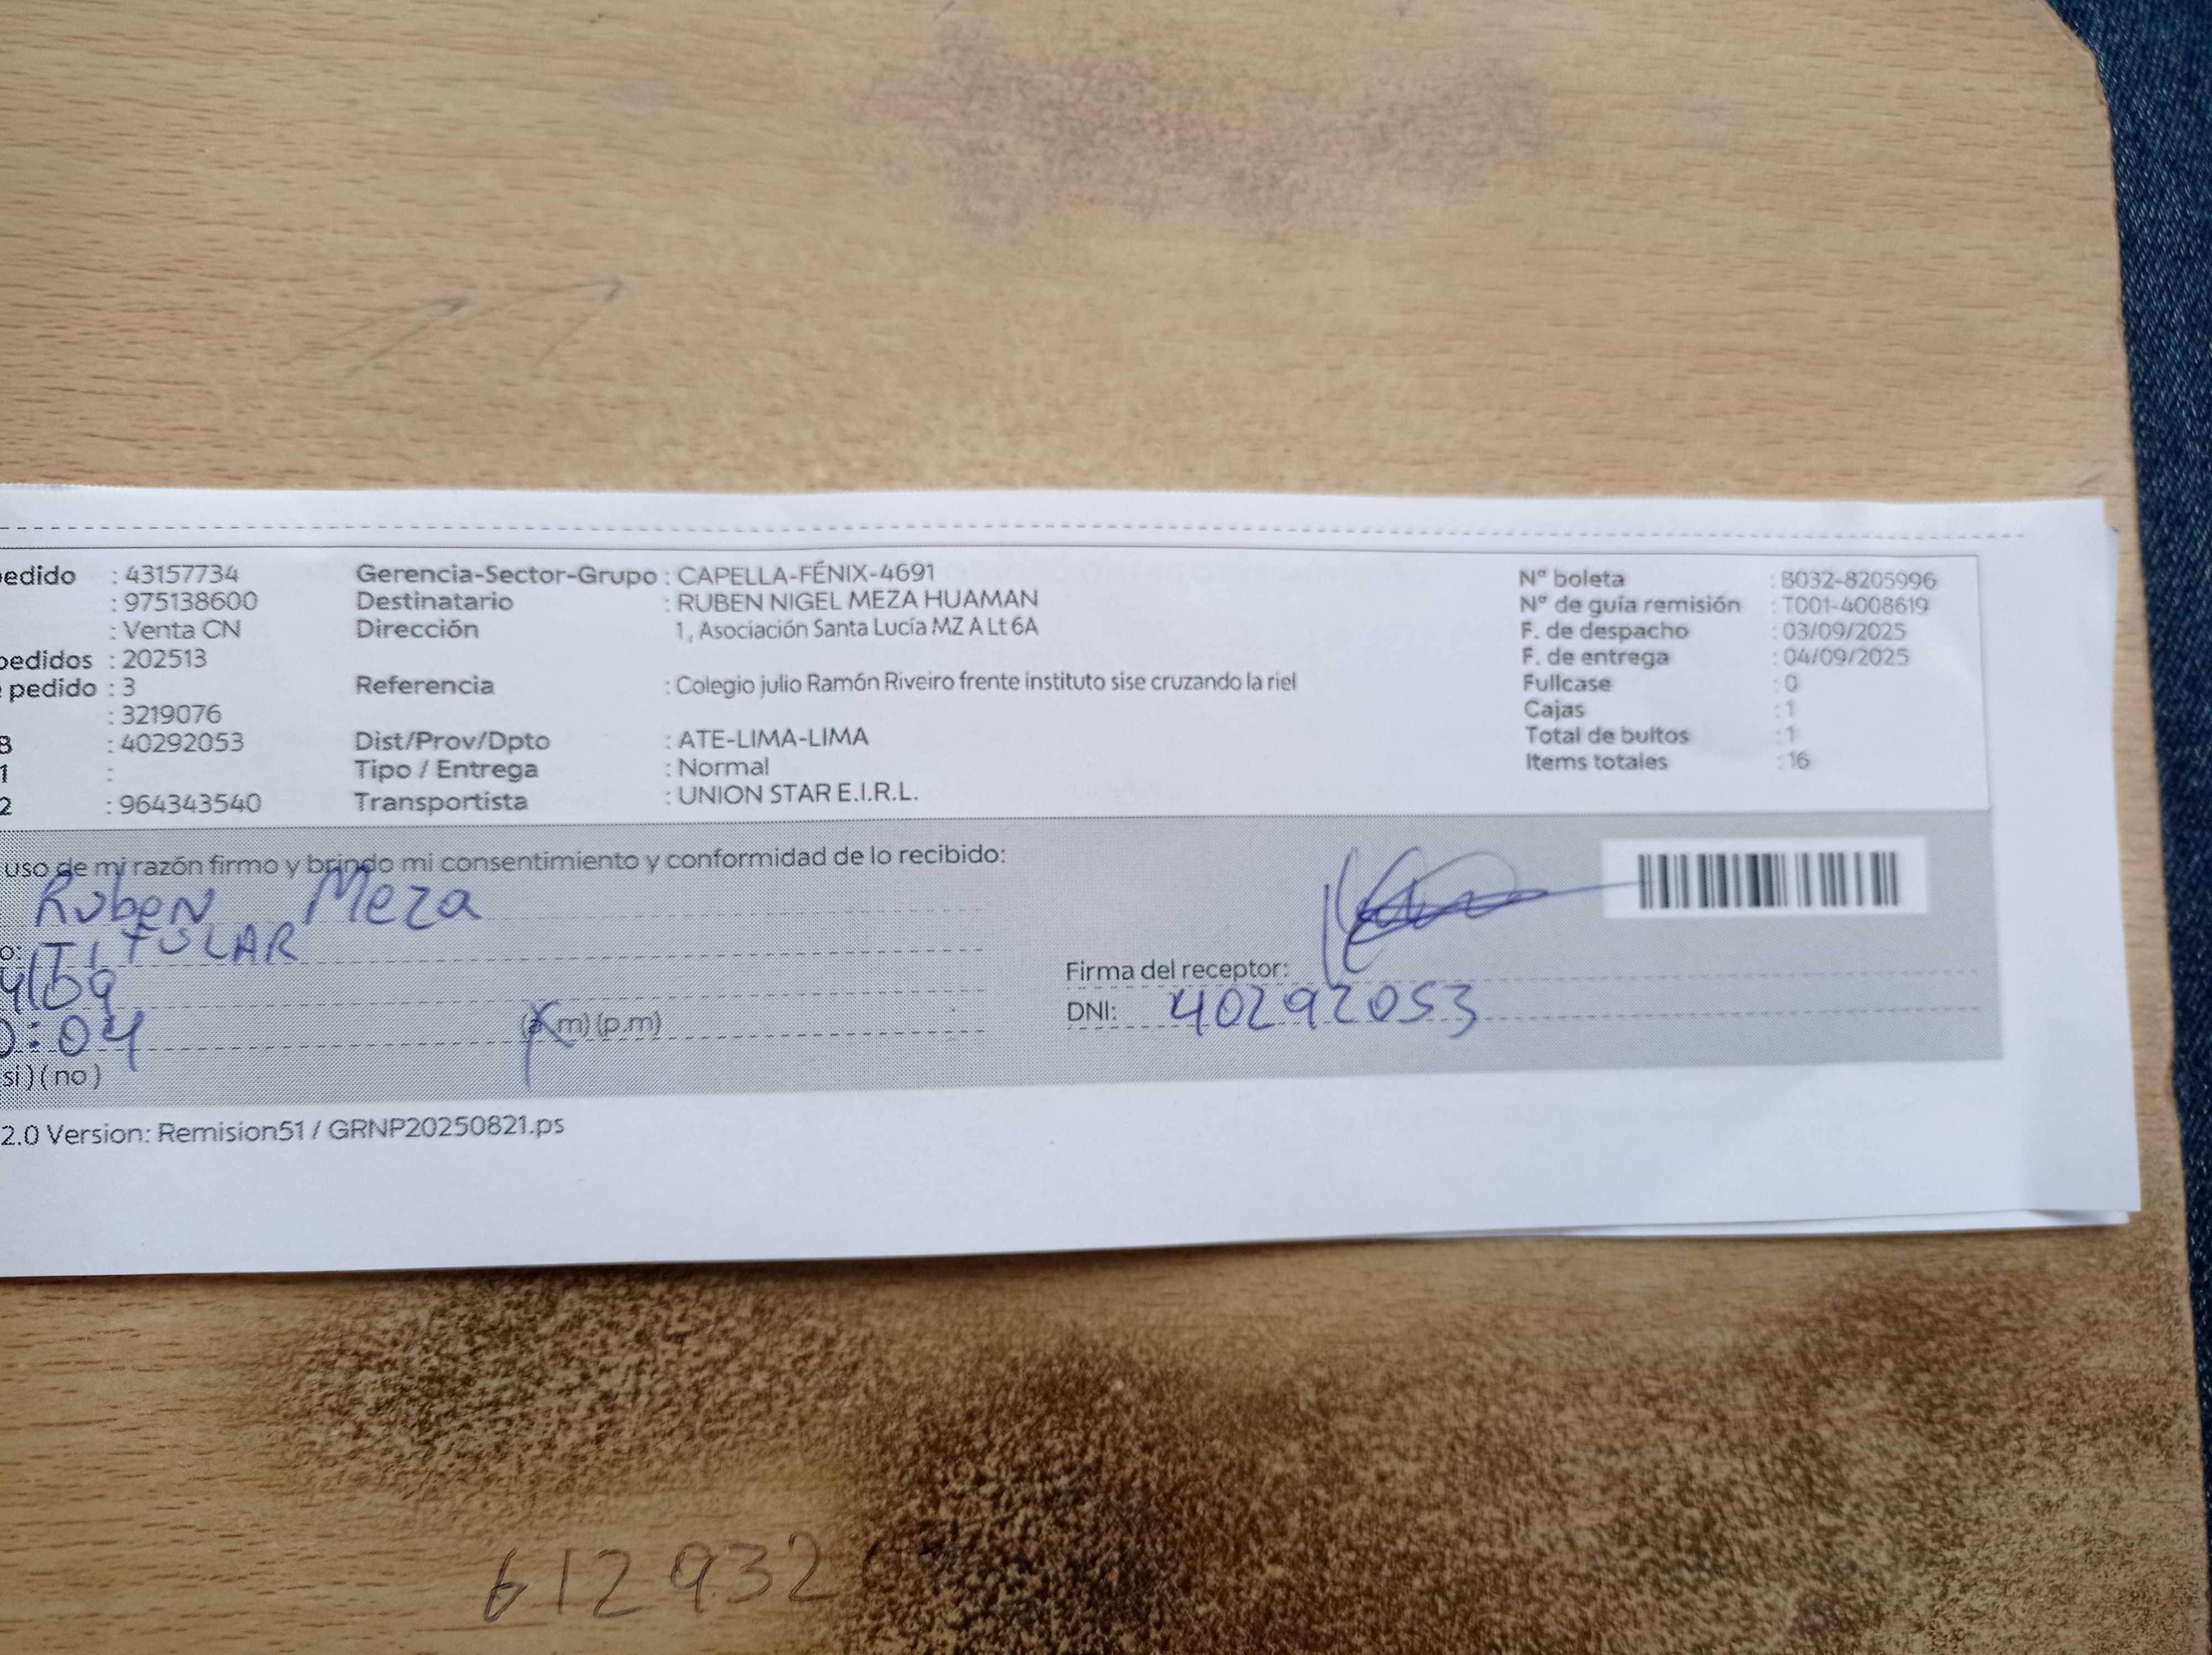 edido : 43157734 Gerencia-Sector-Grupo : CAPELLA-FÉNIX-4691 Nº boleta : B032-8205996
: 975138600 Destinatario : RUBEN NIGEL MEZA HUAMAN Nº de guía remisión : T001-4008619
: Venta CN Dirección 1, Asociación Santa Lucía MZ A Lt 6A F. de despacho : 03/09/2025
pedidos : 202513 F. de entrega : 04/09/2025
pedido : 3 Referencia : Colegio julio Ramón Riveiro frente instituto sise cruzando la riel Fullcase : 0
: 3219076 Cajas : 1
: 40292053 Dist/Prov/Dpto : ATE-LIMA-LIMA Total de bultos : 1
1 : Tipo / Entrega : Normal Items totales : 16
2 : 964343540 Transportista : UNION STAR E.I.R.L.
uso de mi razón firmo y brindo mi consentimiento y conformidad de lo recibido:
Ruben Meza
o: TITULAR
Firma del receptor:
:04 (a.m) (p.m) DNI: 40292053
si) (no)
2.0 Version: Remision51 / GRNP20250821.ps
612932